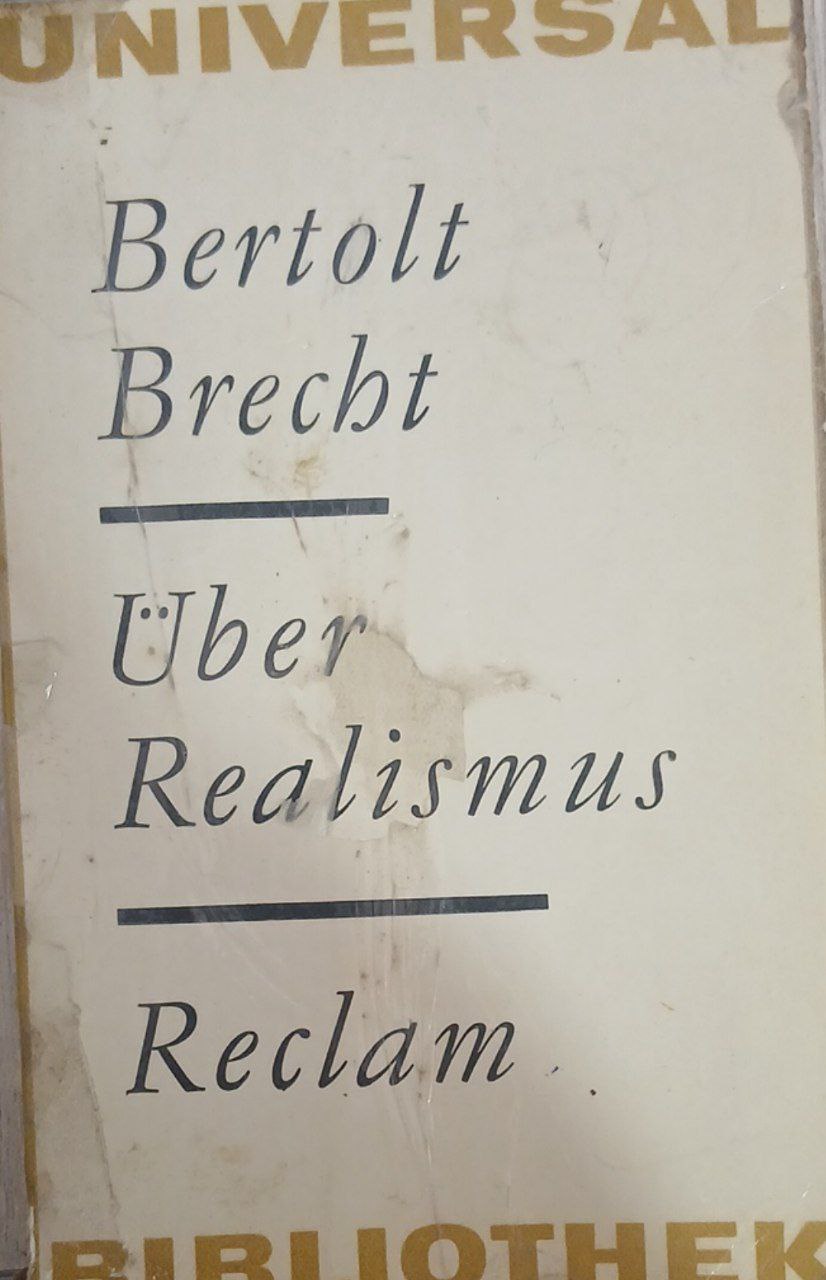 UNIVERSAL
Bertolt
Brecht
Über
Realismus
Reclam
BIBLIOTHEK